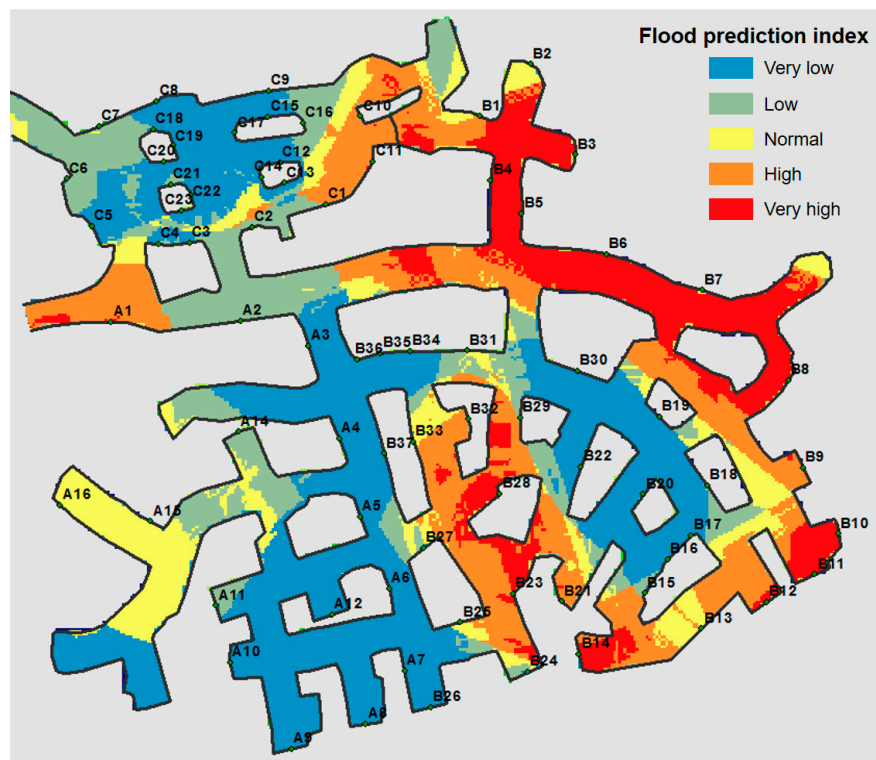 Flood prediction index
Very low
Low
Normal
High
Very high
B2
C9
C8
C7
C15
C10
B1
C18
C17
C16
C19
B3
C20
C12
C11
C6
C14
C13
B4
C21
C22
C23
C1
C5
C2
B5
C4
C3
B6
B7
A1
A2
A3
B36
B35
B34
B31
B30
B8
B32
B29
B19
A14
A4
B37
B33
B22
B9
B18
A16
B28
B20
A15
A5
B17
B10
B27
B16
B11
A6
B23
B15
A11
A12
B21
B12
B25
B13
B14
A10
A7
B24
B26
A8
A9